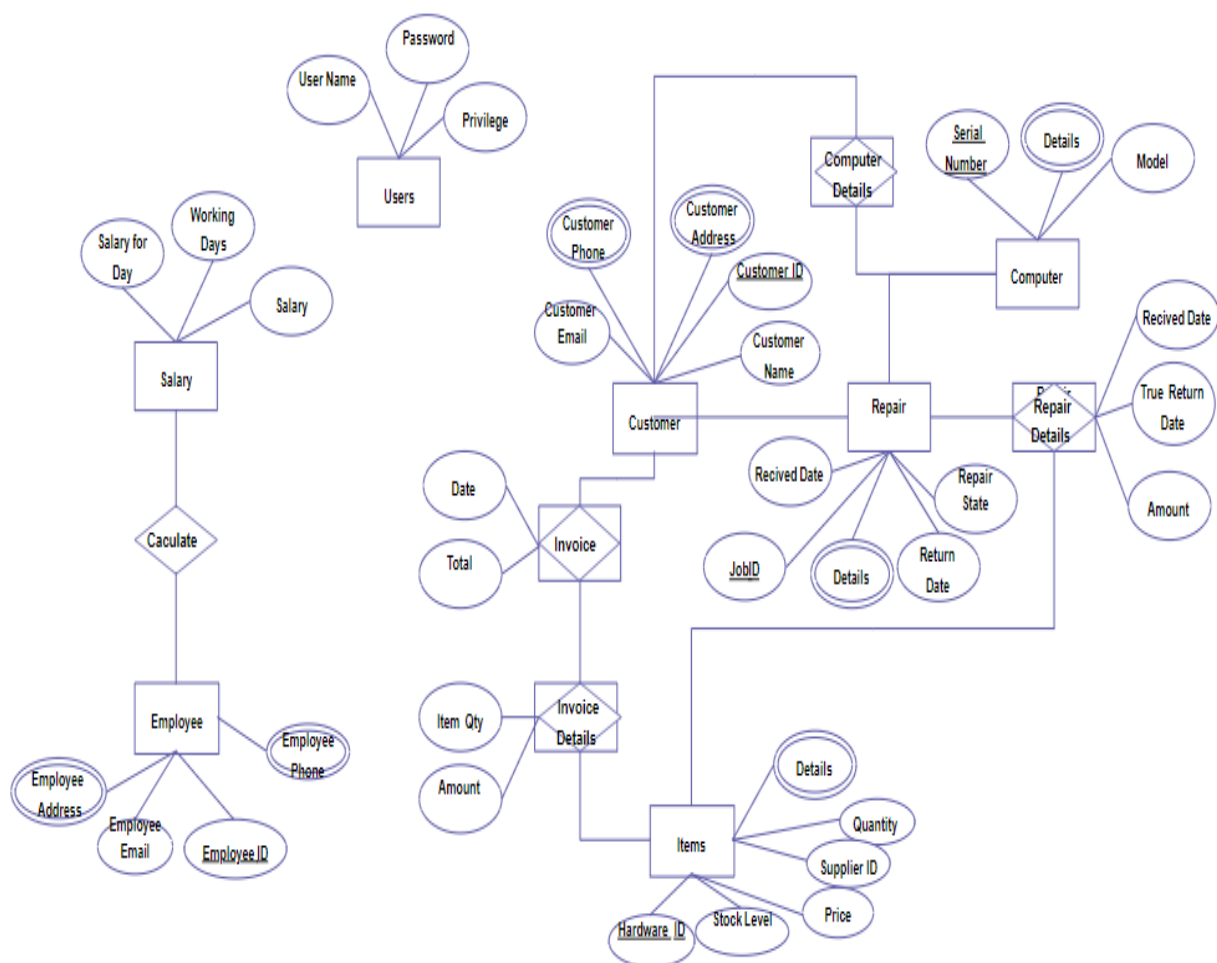 Password
User Name
Privilege
Users
Computer
Details
Serial
Number
Details
Model
Computer
Working
Days
Salary for
Day
Salary
Salary
Customer
Phone
Customer
Address
Customer ID
Customer
Email
Customer
Name
Customer
Repair
Repair
Details
Recived Date
True Return
Date
Amount
Recived Date
Repair
State
JobID
Details
Return
Date
Date
Total
Invoice
Caculate
Employee
Employee
Phone
Employee
Address
Employee
Email
Employee ID
Item Qty
Amount
Invoice
Details
Details
Quantity
Supplier ID
Items
Price
Stock Level
Hardware ID